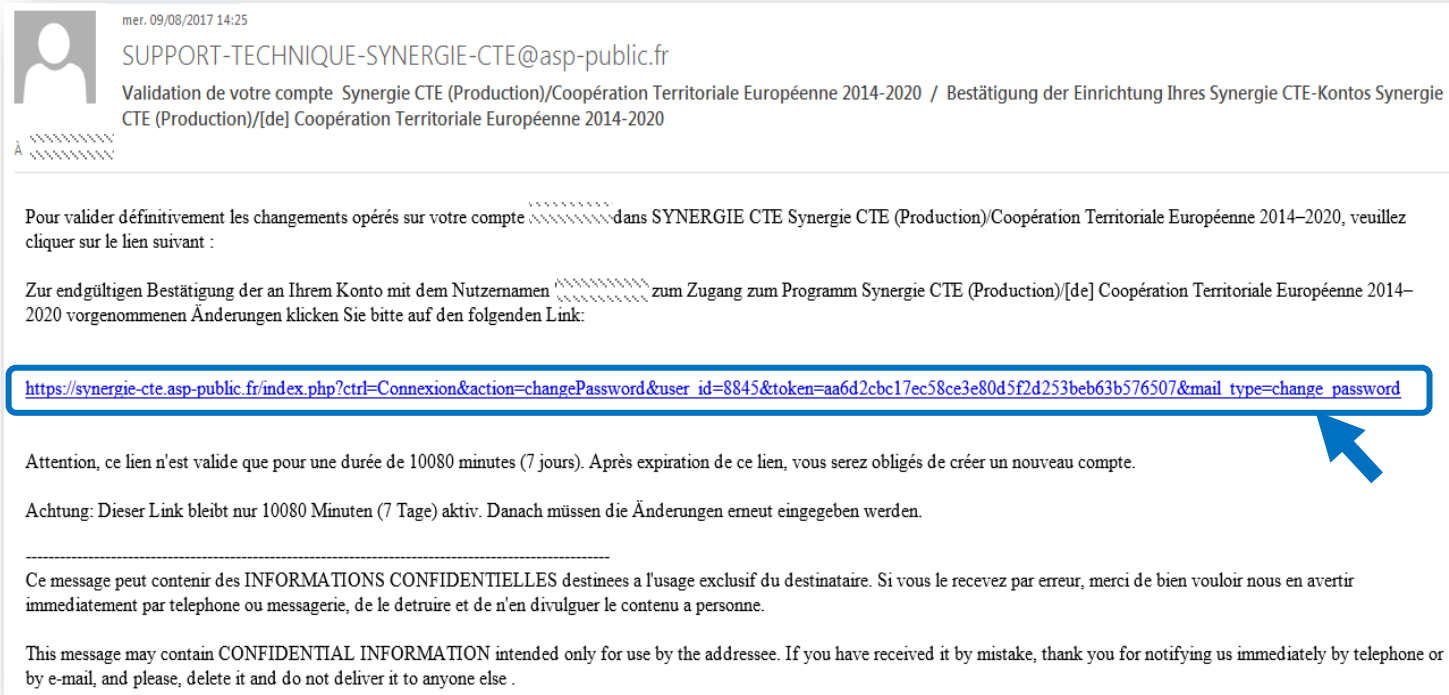 mer. 09/08/2017 14:25
SUPPORT-TECHNIQUE-SYNERGIE-CTE@asp-public.fr
Validation de votre compte Synergie CTE (Production)/Coopération Territoriale Européenne 2014-2020 / Bestätigung der Einrichtung Ihres Synergie CTE-Kontos Synergie
CTE (Production)/[de] Coopération Territoriale Européenne 2014-2020
À
Pour valider définitivement les changements opérés sur votre compte dans SYNERGIE CTE Synergie CTE (Production)/Coopération Territoriale Européenne 2014–2020, veuillez
cliquer sur le lien suivant :
Zur endgültigen Bestätigung der an Ihrem Konto mit dem Nutzernamen zum Zugang zum Programm Synergie CTE (Production)/[de] Coopération Territoriale Européenne 2014–
2020 vorgenommenen Änderungen klicken Sie bitte auf den folgenden Link:
https://synergie-cte.asp-public.fr/index.php?ctrl=Connexion&action=changePassword&user_id=8845&token=aa6d2cbc17ec58ce3e80d5f2d253beb63b576507&mail_type=change_password
Attention, ce lien n'est valide que pour une durée de 10080 minutes (7 jours). Après expiration de ce lien, vous serez obligés de créer un nouveau compte.
Achtung: Dieser Link bleibt nur 10080 Minuten (7 Tage) aktiv. Danach müssen die Änderungen erneut eingegeben werden.
--------------------------------------------------------------------------------------------------------
Ce message peut contenir des INFORMATIONS CONFIDENTIELLES destinees a l'usage exclusif du destinataire. Si vous le recevez par erreur, merci de bien vouloir nous en avertir
immediatement par telephone ou messagerie, de le detruire et de n'en divulguer le contenu a personne.
This message may contain CONFIDENTIAL INFORMATION intended only for use by the addressee. If you have received it by mistake, thank you for notifying us immediately by telephone or
by e-mail, and please, delete it and do not deliver it to anyone else .